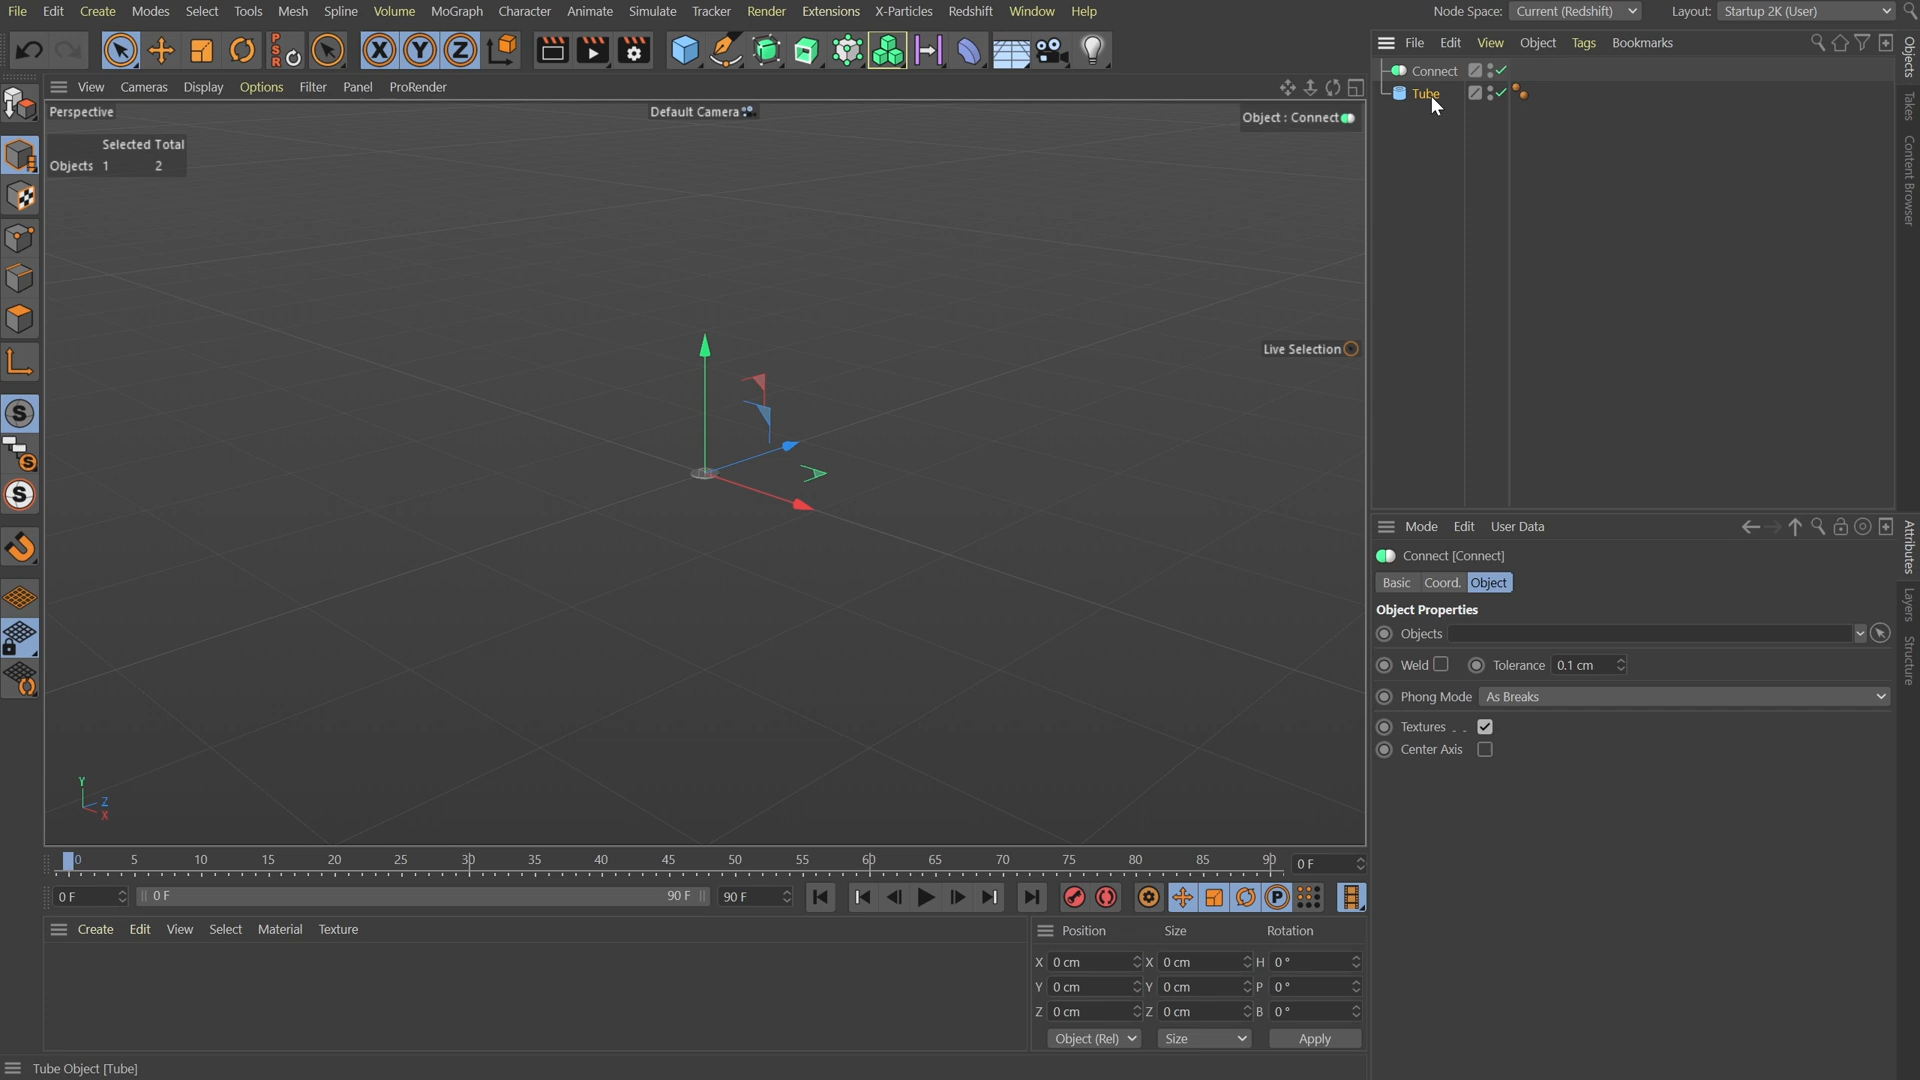 File Edit Create Modes Select Tools Mesh Spline Volume MoGraph Character Animate Simulate Tracker Render Extensions X-Particles Redshift Window Help Node Space: Current (Redshift) Layout: Startup 2K (User)
PSR X Y Z
File Edit View Object Tags Bookmarks
View Cameras Display Options Filter Panel ProRender
Connect
Tube
Perspective
Default Camera
Object : Connect
Selected Total
Objects 1 2
Live Selection
S
S
S
Y
Z
X
Objects
Takes
Content Browser
Mode Edit User Data
Connect [Connect]
Basic Coord. Object
Object Properties
Objects
Weld Tolerance 0.1 cm
Phong Mode As Breaks
Textures
Center Axis
Attributes
Layers
Structure
0 5 10 15 20 25 30 35 40 45 50 55 60 65 70 75 80 85 90 0 F
0 F 0 F 90 F 90 F P
Create Edit View Select Material Texture
Position Size Rotation
X 0 cm X 0 cm H 0 °
Y 0 cm Y 0 cm P 0 °
Z 0 cm Z 0 cm B 0 °
Object (Rel) Size Apply
Tube Object [Tube]